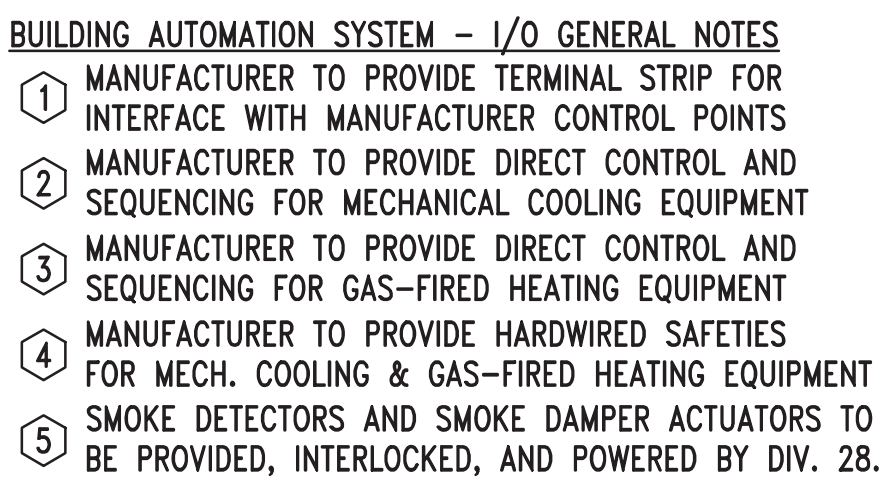 BUILDING AUTOMATION SYSTEM – I/O GENERAL NOTES
1 MANUFACTURER TO PROVIDE TERMINAL STRIP FOR
INTERFACE WITH MANUFACTURER CONTROL POINTS
2 MANUFACTURER TO PROVIDE DIRECT CONTROL AND
SEQUENCING FOR MECHANICAL COOLING EQUIPMENT
3 MANUFACTURER TO PROVIDE DIRECT CONTROL AND
SEQUENCING FOR GAS–FIRED HEATING EQUIPMENT
4 MANUFACTURER TO PROVIDE HARDWIRED SAFETIES
FOR MECH. COOLING & GAS–FIRED HEATING EQUIPMENT
5 SMOKE DETECTORS AND SMOKE DAMPER ACTUATORS TO
BE PROVIDED, INTERLOCKED, AND POWERED BY DIV. 28.